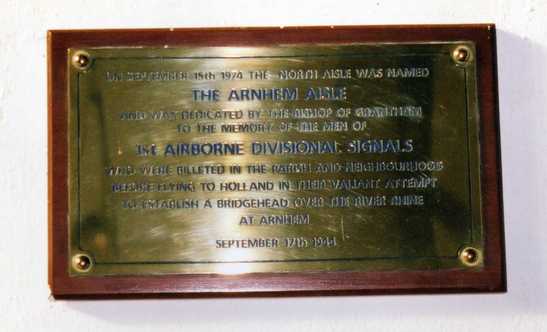 ON SEPTEMBER 15th 1974 THE NORTH AISLE WAS NAMED
THE ARNHEM AISLE
AND WAS DEDICATED BY THE BISHOP OF GRANTHAM
TO THE MEMORY OF THE MEN OF
1st AIRBORNE DIVISIONAL SIGNALS
WHO WERE BILLETED IN THE PARISH AND NEIGHBOURHOOD
BEFORE FLYING TO HOLLAND IN THEIR VALIANT ATTEMPT
TO ESTABLISH A BRIDGEHEAD OVER THE RIVER RHINE
AT ARNHEM
SEPTEMBER 17th 1944